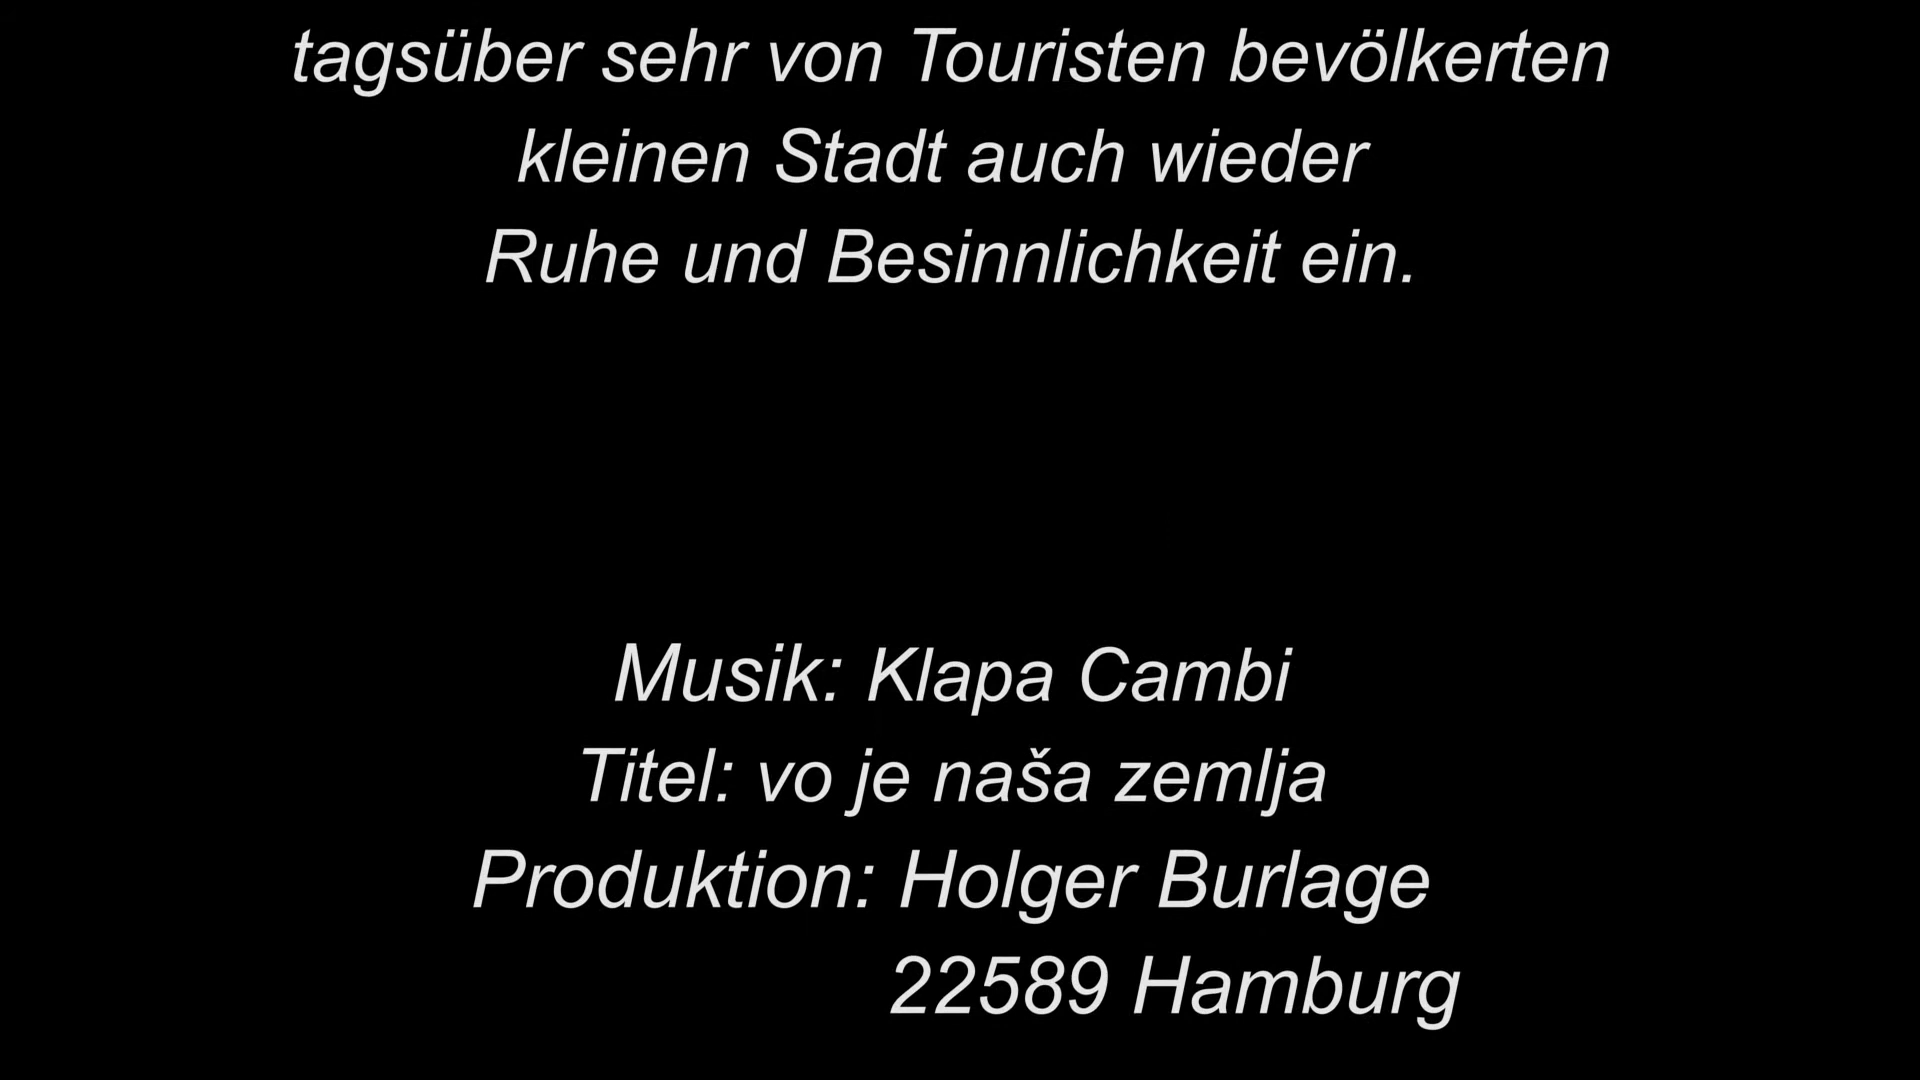 tagsüber sehr von Touristen bevölkerten
kleinen Stadt auch wieder
Ruhe und Besinnlichkeit ein.
Musik: Klapa Cambi
Titel: vo je naša zemlja
Produktion: Holger Burlage
22589 Hamburg